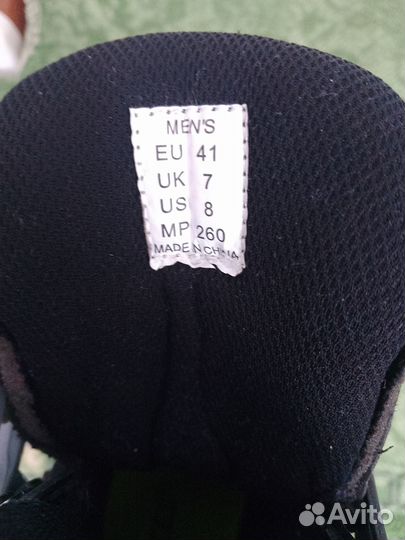 MEN'S
EU 41
UK 7
US 8
MP 260
MADE IN CHINA
Avito